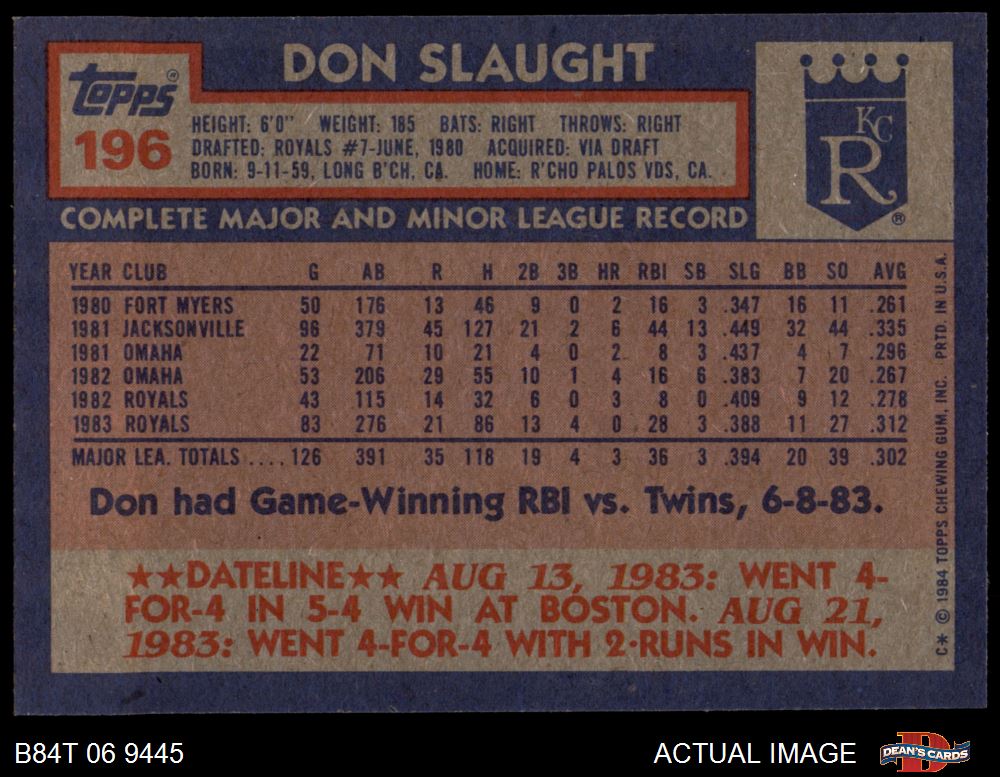 DON SLAUGHT
Topps®
196
HEIGHT: 6'0" WEIGHT: 185 BATS: RIGHT THROWS: RIGHT
DRAFTED: ROYALS #7-JUNE, 1980 ACQUIRED: VIA DRAFT
BORN: 9-11-59, LONG B'CH, CA. HOME: R'CHO PALOS VDS, CA.
KC
R
®
COMPLETE MAJOR AND MINOR LEAGUE RECORD
YEAR CLUB G AB R H 2B 3B HR RBI SB SLG BB SO AVG
1980 FORT MYERS 50 176 13 46 9 0 2 16 3 .347 16 11 .261
1981 JACKSONVILLE 96 379 45 127 21 2 6 44 13 .449 32 44 .335
1981 OMAHA 22 71 10 21 4 0 2 8 3 .437 4 7 .296
1982 OMAHA 53 206 29 55 10 1 4 16 6 .383 7 20 .267
1982 ROYALS 43 115 14 32 6 0 3 8 0 .409 9 12 .278
1983 ROYALS 83 276 21 86 13 4 0 28 3 .388 11 27 .312
MAJOR LEA. TOTALS .... 126 391 35 118 19 4 3 36 3 .394 20 39 .302
Don had Game-Winning RBI vs. Twins, 6-8-83.
★★DATELINE★★ AUG 13, 1983: WENT 4-
FOR-4 IN 5-4 WIN AT BOSTON. AUG 21,
1983: WENT 4-FOR-4 WITH 2-RUNS IN WIN.
C* © 1984 TOPPS CHEWING GUM, INC. PRTD. IN U.S.A.
B84T 06 9445
ACTUAL IMAGE
D
DEAN'S CARDS